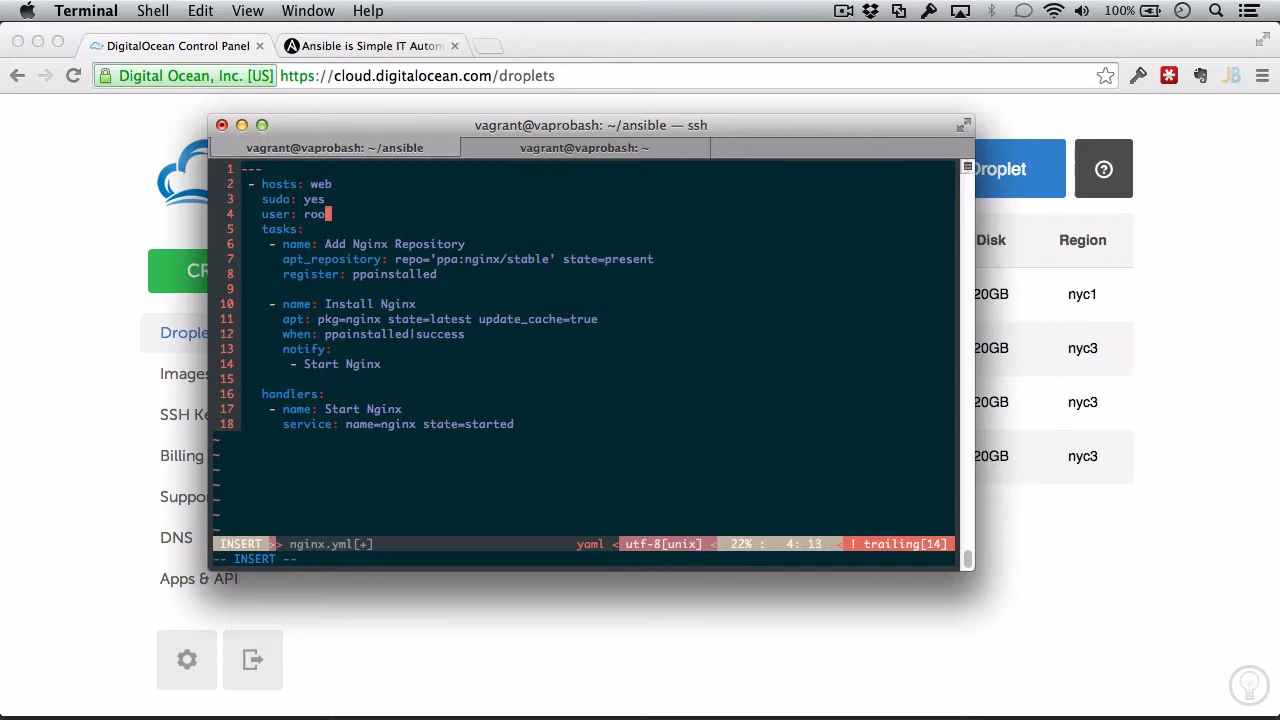 Terminal Shell Edit View Window Help 100%
DigitalOcean Control Panel × Ansible is Simple IT Autom ×
Digital Ocean, Inc. [US] https://cloud.digitalocean.com/droplets
JB
vagrant@vaprobash: ~/ansible — ssh
vagrant@vaprobash: ~/ansible vagrant@vaprobash: ~
Droplet ?
1 ---
2 - hosts: web
3 sudo: yes
4 user: roo
5 tasks:
6 - name: Add Nginx Repository
7 apt_repository: repo='ppa:nginx/stable' state=present
8 register: ppainstalled
9
10 - name: Install Nginx
11 apt: pkg=nginx state=latest update_cache=true
12 when: ppainstalled|success
13 notify:
14 - Start Nginx
15
16 handlers:
17 - name: Start Nginx
18 service: name=nginx state=started
~
~
~
~
~
~
~
INSERT >> nginx.yml[+] yaml < utf-8[unix] < 22% : 4: 13 < ! trailing[14]
-- INSERT --
CR
Drople
Images
SSH Ke
Billing
Suppor
DNS
Apps & API
Disk Region
20GB nyc1
20GB nyc3
20GB nyc3
20GB nyc3